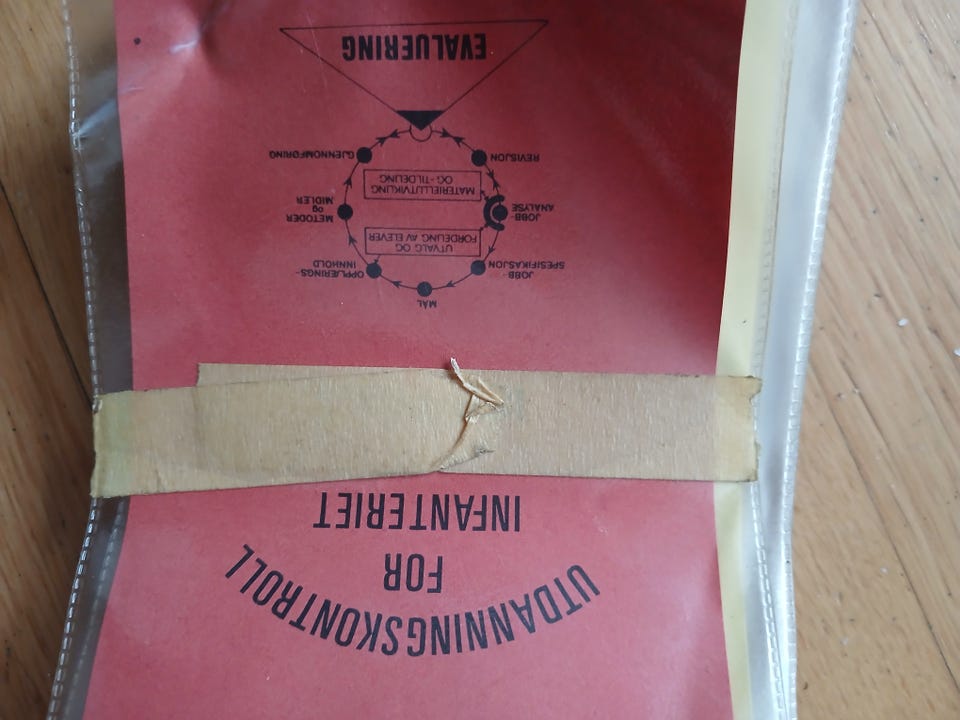 UTDANNINGSKONTROLL
FOR
INFANTERIET
MÅL
JOBB-
SPESIFIKASJON
OPPLÆRINGS-
INNHOLD
UTVALG OG
FORDELING AV ELEVER
JOBB-
ANALYSE
METODER
og
MIDLER
MATERIELLUTVIKLING
OG -TILDELING
REVISJON
GJENNOMFØRING
EVALUERING